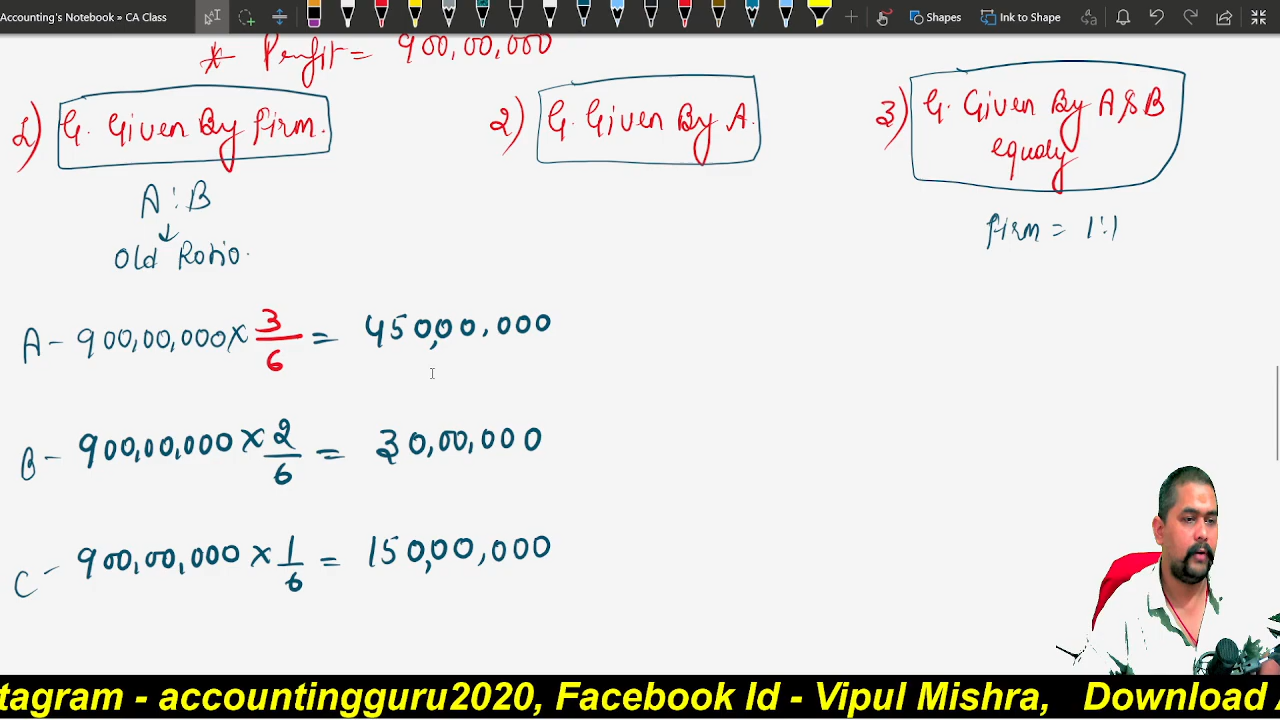 Accounting's Notebook » CA Class
Shapes
Ink to Shape
* Profit = 900,00,000
1) G. Given By firm.
2) G. Given By A.
3) G. Given By A & B
equaly
A : B
Old Ratio.
firm = 1:1
A - 900,00,000 x 3/6 = 450,00,000
B - 900,00,000 x 2/6 = 30,00,000
C - 900,00,000 x 1/6 = 150,00,000
tagram - accountingguru2020, Facebook Id - Vipul Mishra, Download